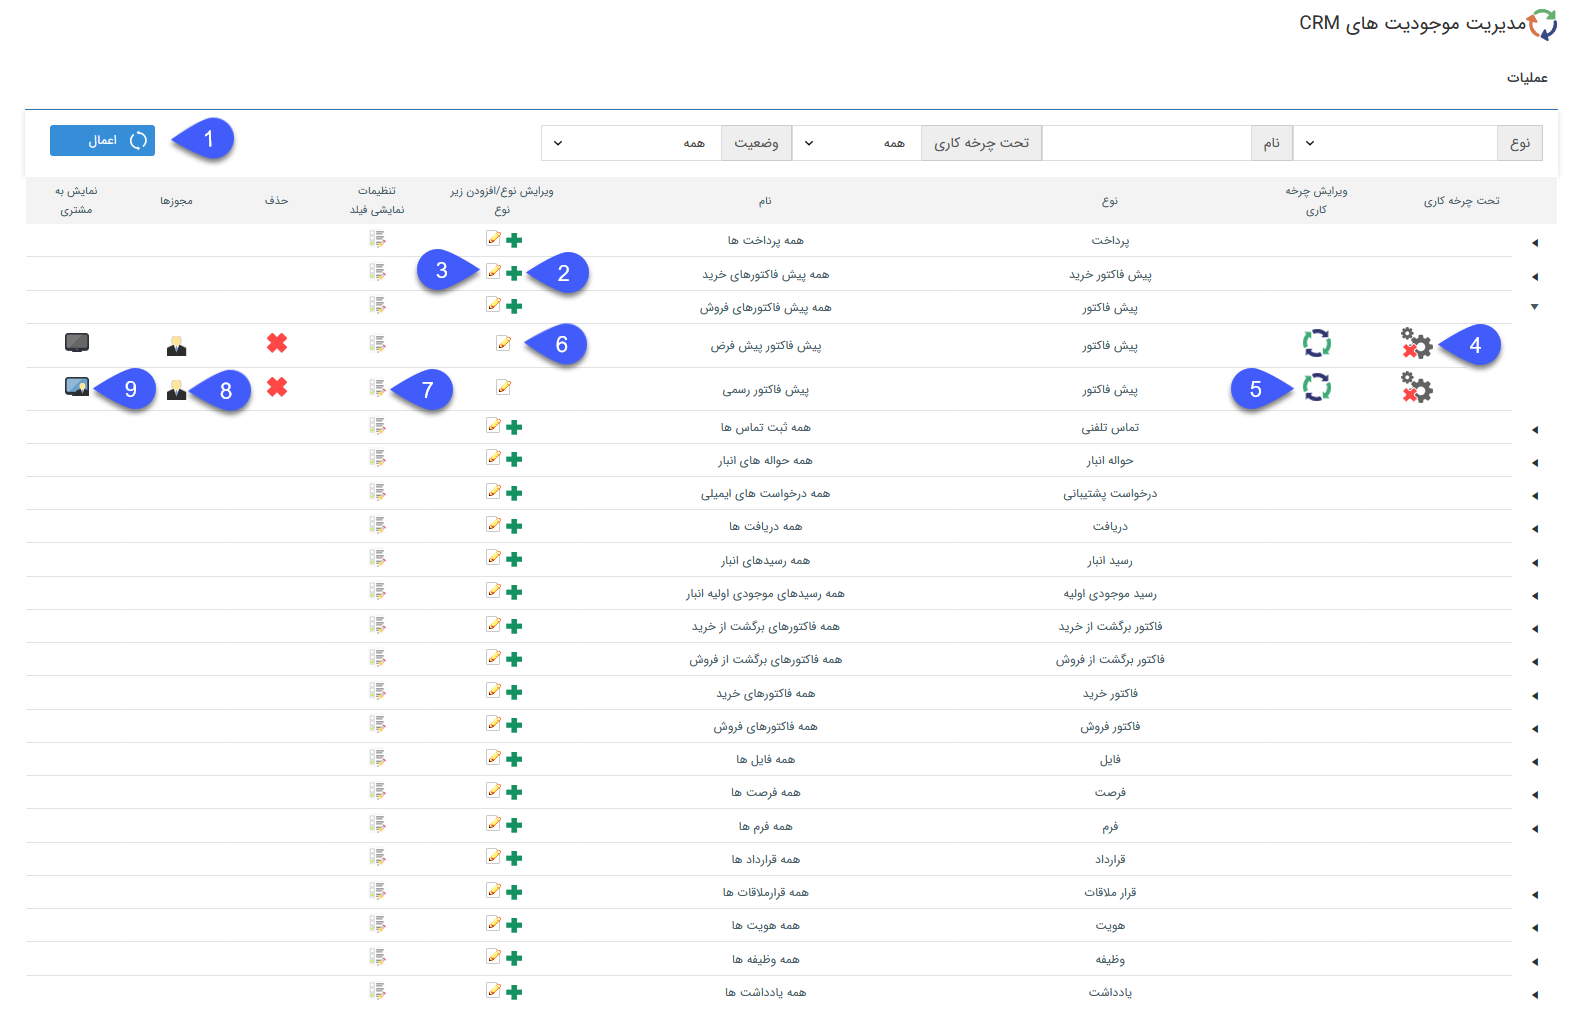 مدیریت موجودیت های CRM
عملیات
نوع
نام
تحت چرخه کاری همه
وضعیت همه
اعمال
1
تحت چرخه کاری
ویرایش چرخه کاری
نوع
نام
ویرایش نوع/افزودن زیر نوع
تنظیمات نمایشی فیلد
حذف
مجوزها
نمایش به مشتری
پرداخت همه پرداخت ها
پیش فاکتور خرید همه پیش فاکتورهای خرید 2 3
پیش فاکتور همه پیش فاکتورهای فروش
4 پیش فاکتور پیش فاکتور پیش فرض 6
5 پیش فاکتور پیش فاکتور رسمی 7 8 9
تماس تلفنی همه ثبت تماس ها
حواله انبار همه حواله های انبار
درخواست پشتیبانی همه درخواست های ایمیلی
دریافت همه دریافت ها
رسید انبار همه رسیدهای انبار
رسید موجودی اولیه همه رسیدهای موجودی اولیه انبار
فاکتور برگشت از خرید همه فاکتورهای برگشت از خرید
فاکتور برگشت از فروش همه فاکتورهای برگشت از فروش
فاکتور خرید همه فاکتورهای خرید
فاکتور فروش همه فاکتورهای فروش
فایل همه فایل ها
فرصت همه فرصت ها
فرم همه فرم ها
قرارداد همه قرارداد ها
قرار ملاقات همه قرارملاقات ها
هویت همه هویت ها
وظیفه همه وظیفه ها
یادداشت همه یادداشت ها